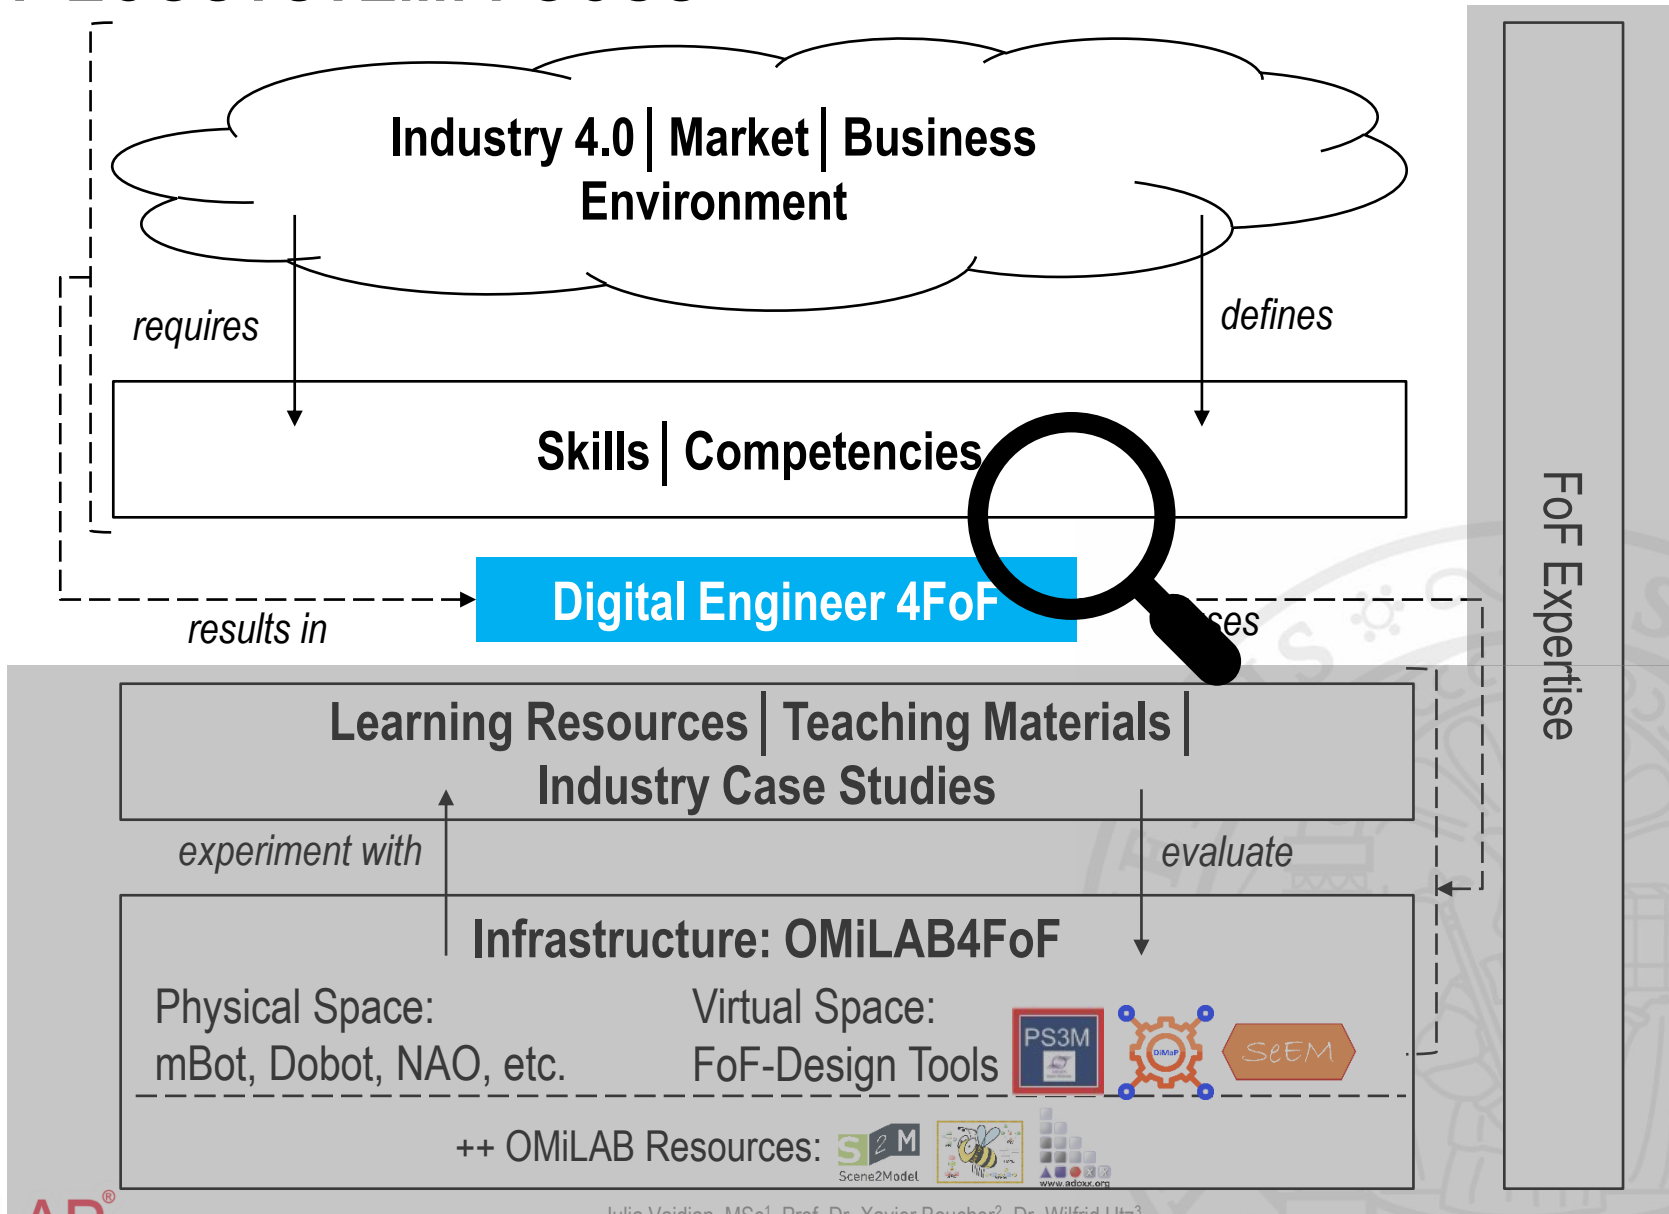 Industry 4.0 | Market | Business
Environment
requires
defines
Skills | Competencies
Digital Engineer 4FoF
results in
FoF Expertise
Learning Resources | Teaching Materials |
Industry Case Studies
experiment with
evaluate
Infrastructure: OMiLAB4FoF
Physical Space:
mBot, Dobot, NAO, etc.
Virtual Space:
FoF-Design Tools
PS3M
DiMaP
SeEM
++ OMiLAB Resources:
S2M
Scene2Model
www.adoxx.org